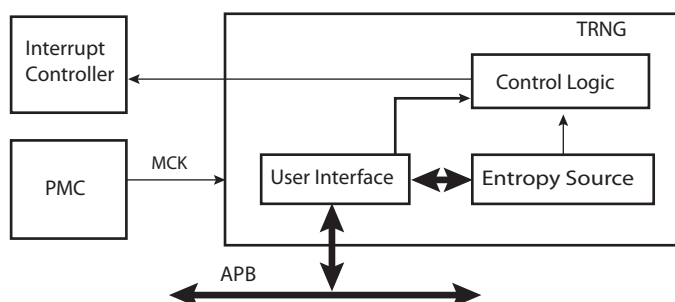 TRNG
Interrupt
Controller
Control Logic
MCK
PMC
User Interface
Entropy Source
APB